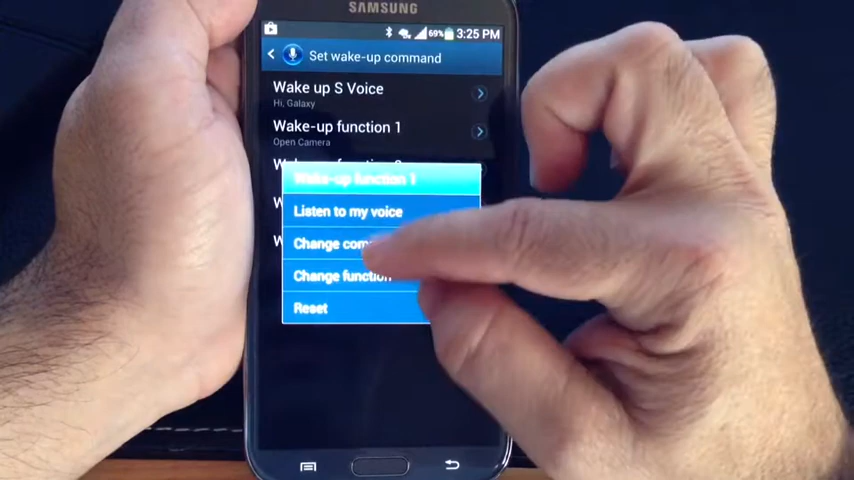 SAMSUNG
69% 3:25 PM
Set wake-up command
Wake up S Voice
Hi, Galaxy
Wake-up function 1
Open Camera
Wake-up function 1
Listen to my voice
Change
Change function
Reset